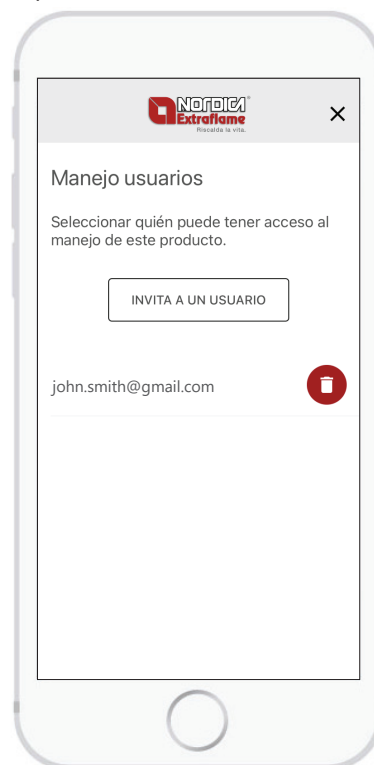 NORDICA®
Extraflame
Riscalda la vita.
Manejo usuarios
Seleccionar quién puede tener acceso al
manejo de este producto.
INVITA A UN USUARIO
john.smith@gmail.com